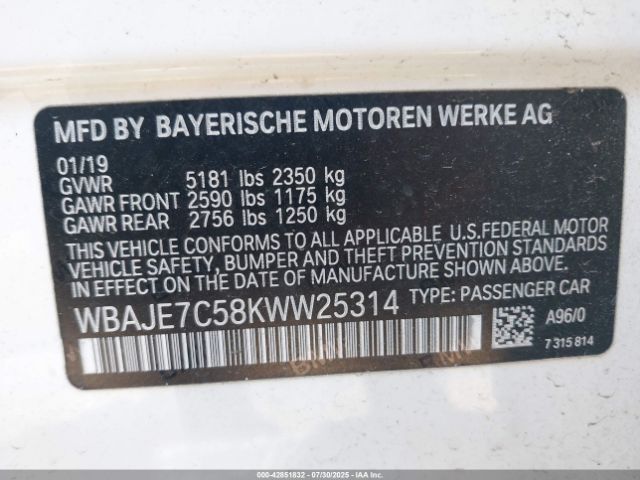 MFD BY BAYERISCHE MOTOREN WERKE AG
01/19
GVWR 5181 lbs 2350 kg
GAWR FRONT 2590 lbs 1175 kg
GAWR REAR 2756 lbs 1250 kg
THIS VEHICLE CONFORMS TO ALL APPLICABLE U.S.FEDERAL MOTOR
VEHICLE SAFETY, BUMPER AND THEFT PREVENTION STANDARDS
IN EFFECT ON THE DATE OF MANUFACTURE SHOWN ABOVE.
WBAJE7C58KWW25314 TYPE: PASSENGER CAR
A96/0
7 315 814
000-42851832 - 07/30/2025 - IAAI.COM